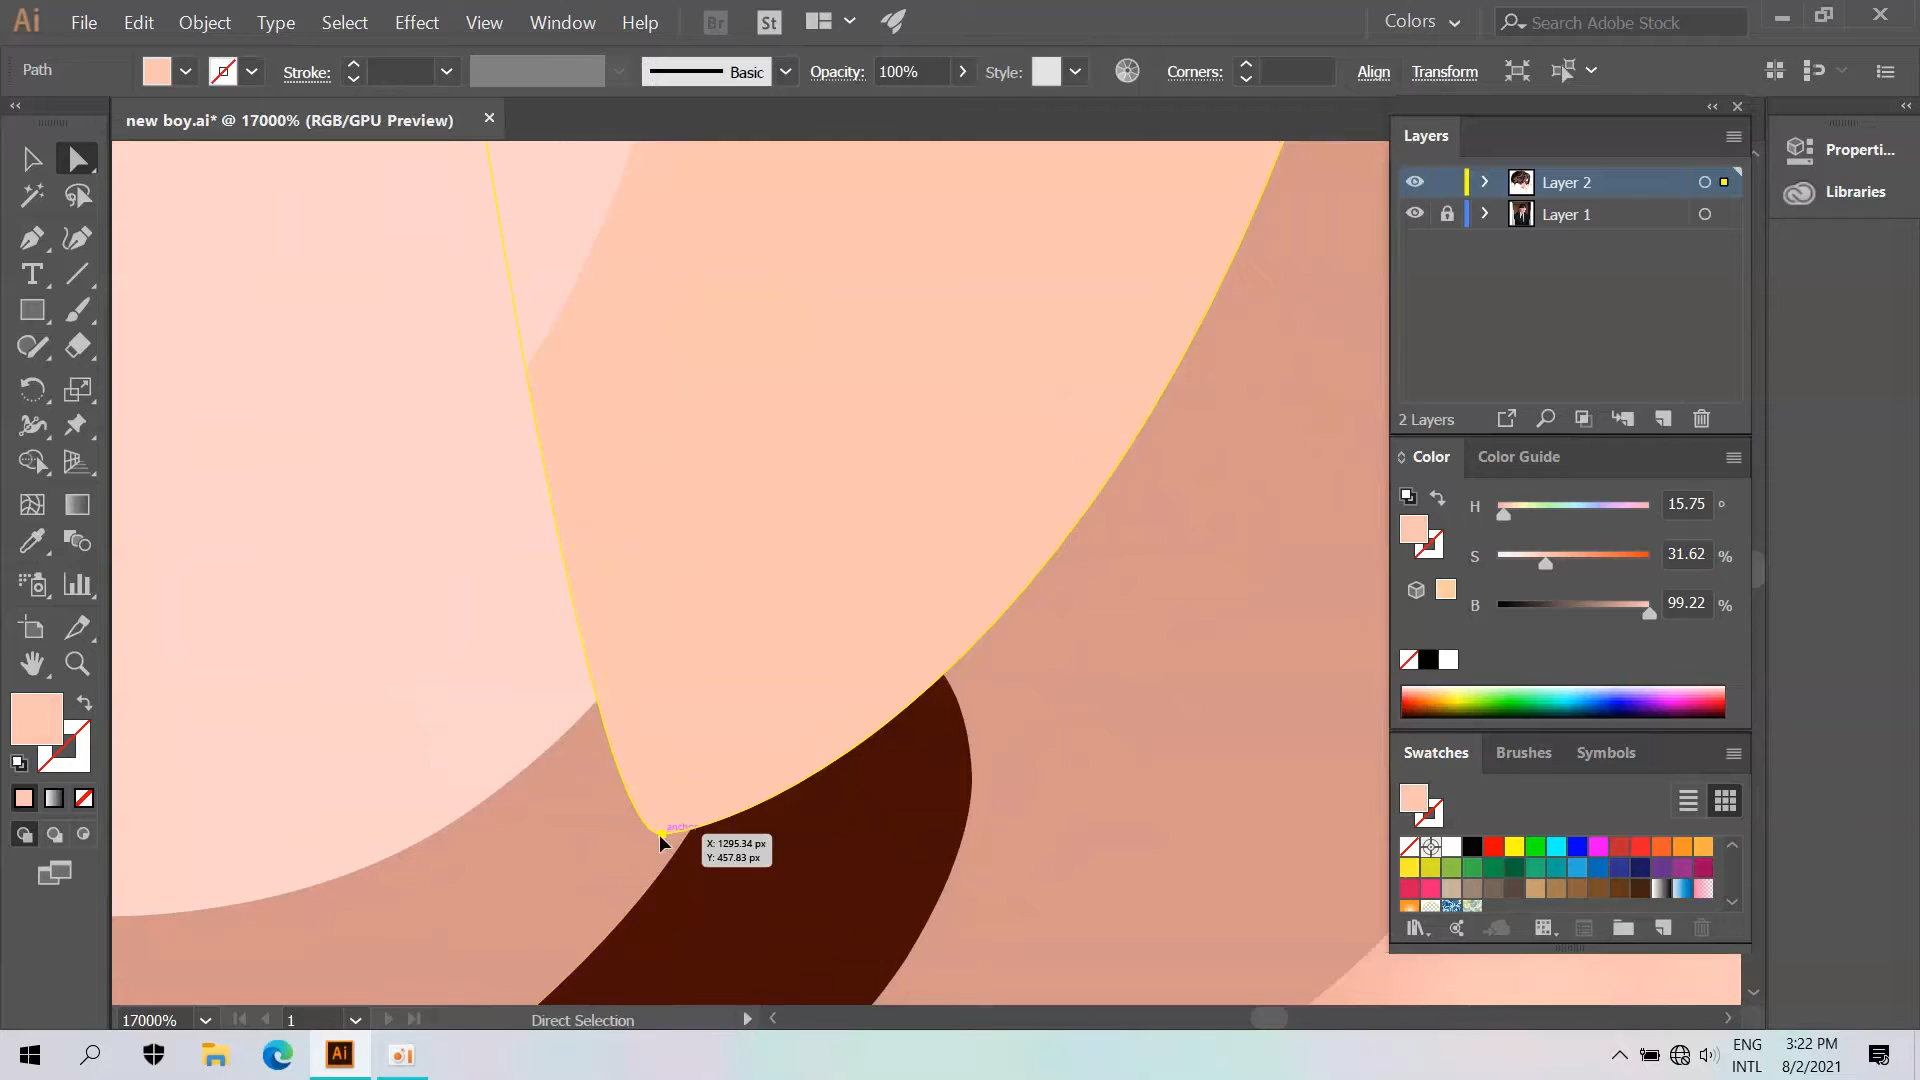 Ai File Edit Object Type Select Effect View Window Help Br St Colors Search Adobe Stock
Path Stroke: Basic Opacity: 100% Style: Corners: Align Transform
new boy.ai* @ 17000% (RGB/GPU Preview)
Layers
Layer 2
Layer 1
2 Layers
Properti...
Libraries
Color Color Guide
H 15.75 °
S 31.62 %
B 99.22 %
Swatches Brushes Symbols
X: 1295.34 px
Y: 457.83 px
17000% 1 Direct Selection
Ai
ENG
INTL
3:22 PM
8/2/2021